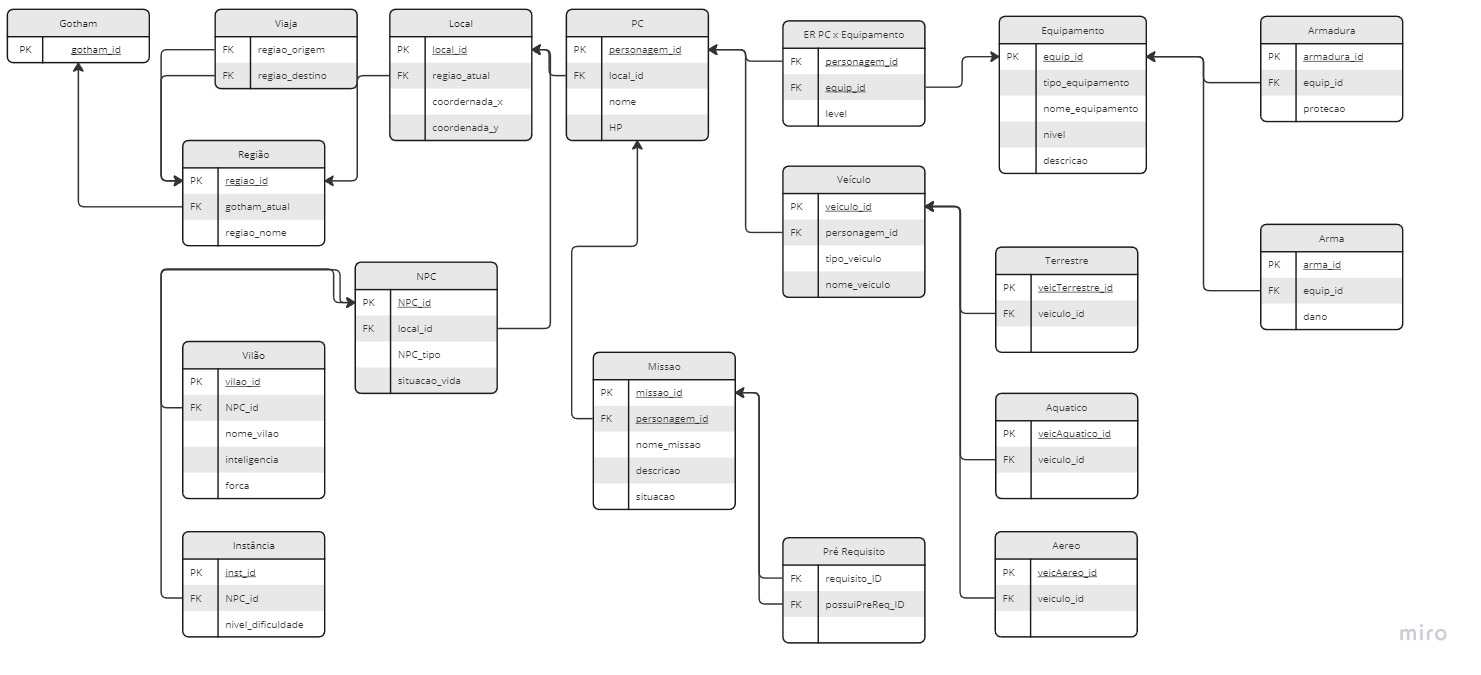 Gotham
PK gotham_id
Viaja
FK regiao_origem
FK regiao_destino
Local
PK local_id
FK regiao_atual
coordernada_x
coordenada_y
PC
PK personagem_id
FK local_id
nome
HP
ER PC x Equipamento
FK personagem_id
FK equip_id
level
Equipamento
PK equip_id
tipo_equipamento
nome_equipamento
nivel
descricao
Armadura
PK armadura_id
FK equip_id
protecao
Região
PK regiao_id
FK gotham_atual
regiao_nome
Veículo
PK veiculo_id
FK personagem_id
tipo_veiculo
nome_veiculo
Arma
PK arma_id
FK equip_id
dano
NPC
PK NPC_id
FK local_id
NPC_tipo
situacao_vida
Terrestre
PK veicTerrestre_id
FK veiculo_id
Vilão
PK vilao_id
FK NPC_id
nome_vilao
inteligencia
forca
Missao
PK missao_id
FK personagem_id
nome_missao
descricao
situacao
Aquatico
PK veicAquatico_id
FK veiculo_id
Instância
PK inst_id
FK NPC_id
nivel_dificuldade
Pré Requisito
FK requisito_ID
FK possuiPreReq_ID
Aereo
PK veicAereo_id
FK veiculo_id
miro